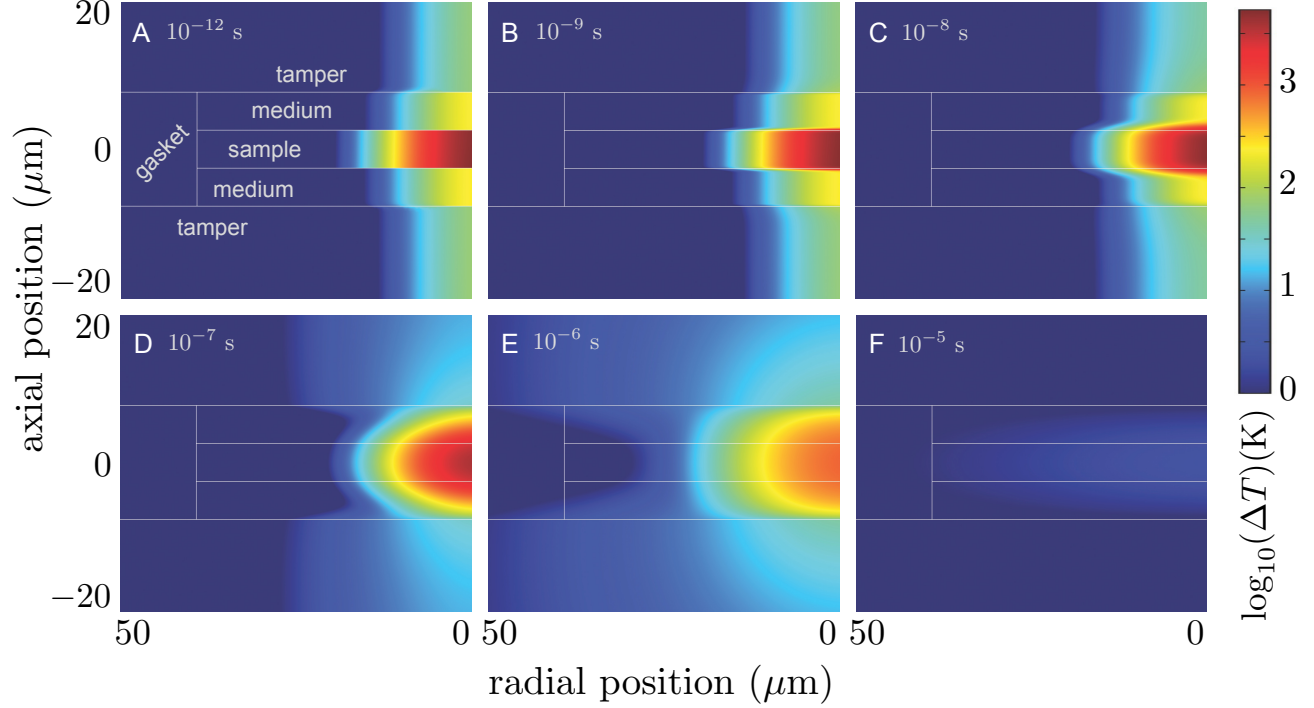 A 10⁻¹² s
B 10⁻⁹ s
C 10⁻⁸ s
tamper
medium
gasket
sample
medium
tamper
20
0
−20
D 10⁻⁷ s
E 10⁻⁶ s
F 10⁻⁵ s
20
0
−20
50 0
50 0
50 0
axial position (μm)
radial position (μm)
3
2
1
0
log₁₀(ΔT)(K)